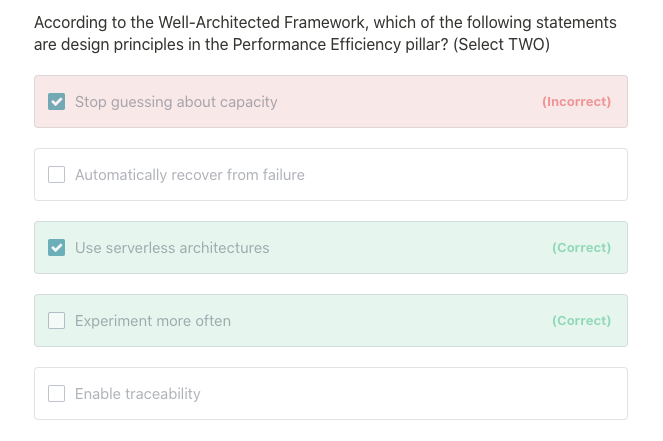 According to the Well-Architected Framework, which of the following statements
are design principles in the Performance Efficiency pillar? (Select TWO)
Stop guessing about capacity (Incorrect)
Automatically recover from failure
Use serverless architectures (Correct)
Experiment more often (Correct)
Enable traceability